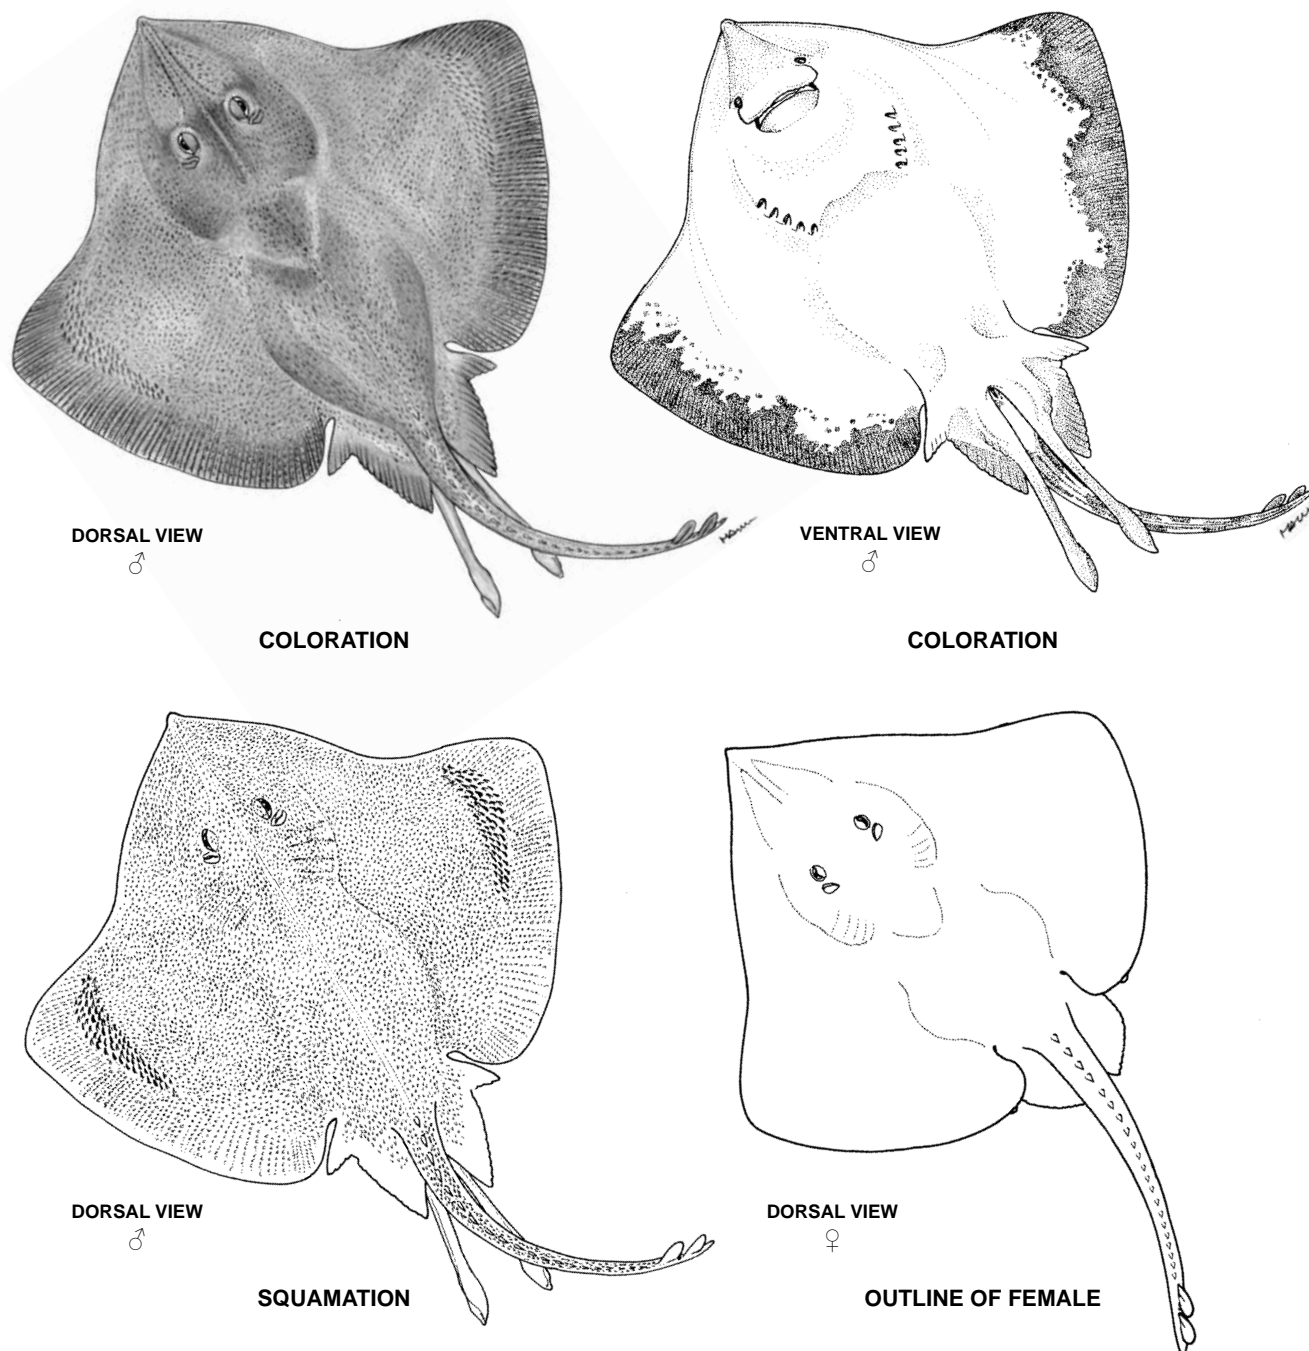 DORSAL VIEW
♂
COLORATION
VENTRAL VIEW
♂
COLORATION
DORSAL VIEW
♂
SQUAMATION
DORSAL VIEW
♀
OUTLINE OF FEMALE